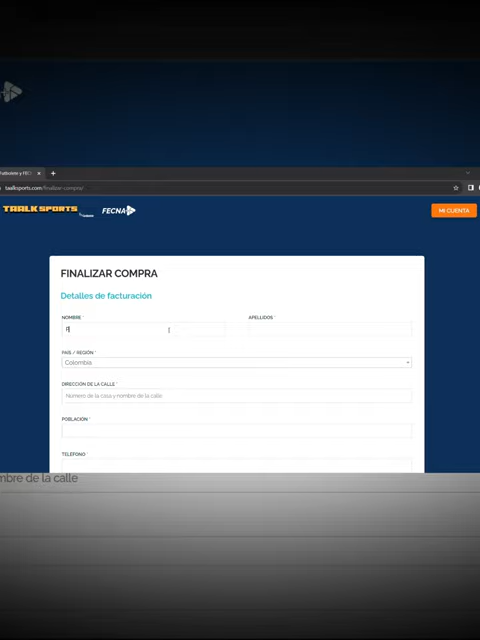 taalksports.com/finalizar-compra/
TAALK SPORTS
FECNA
MI CUENTA
FINALIZAR COMPRA
Detalles de facturación
NOMBRE *
APELLIDOS *
PAÍS / REGIÓN *
Colombia
DIRECCIÓN DE LA CALLE *
Número de la casa y nombre de la calle
POBLACIÓN *
TELÉFONO *
mbre de la calle